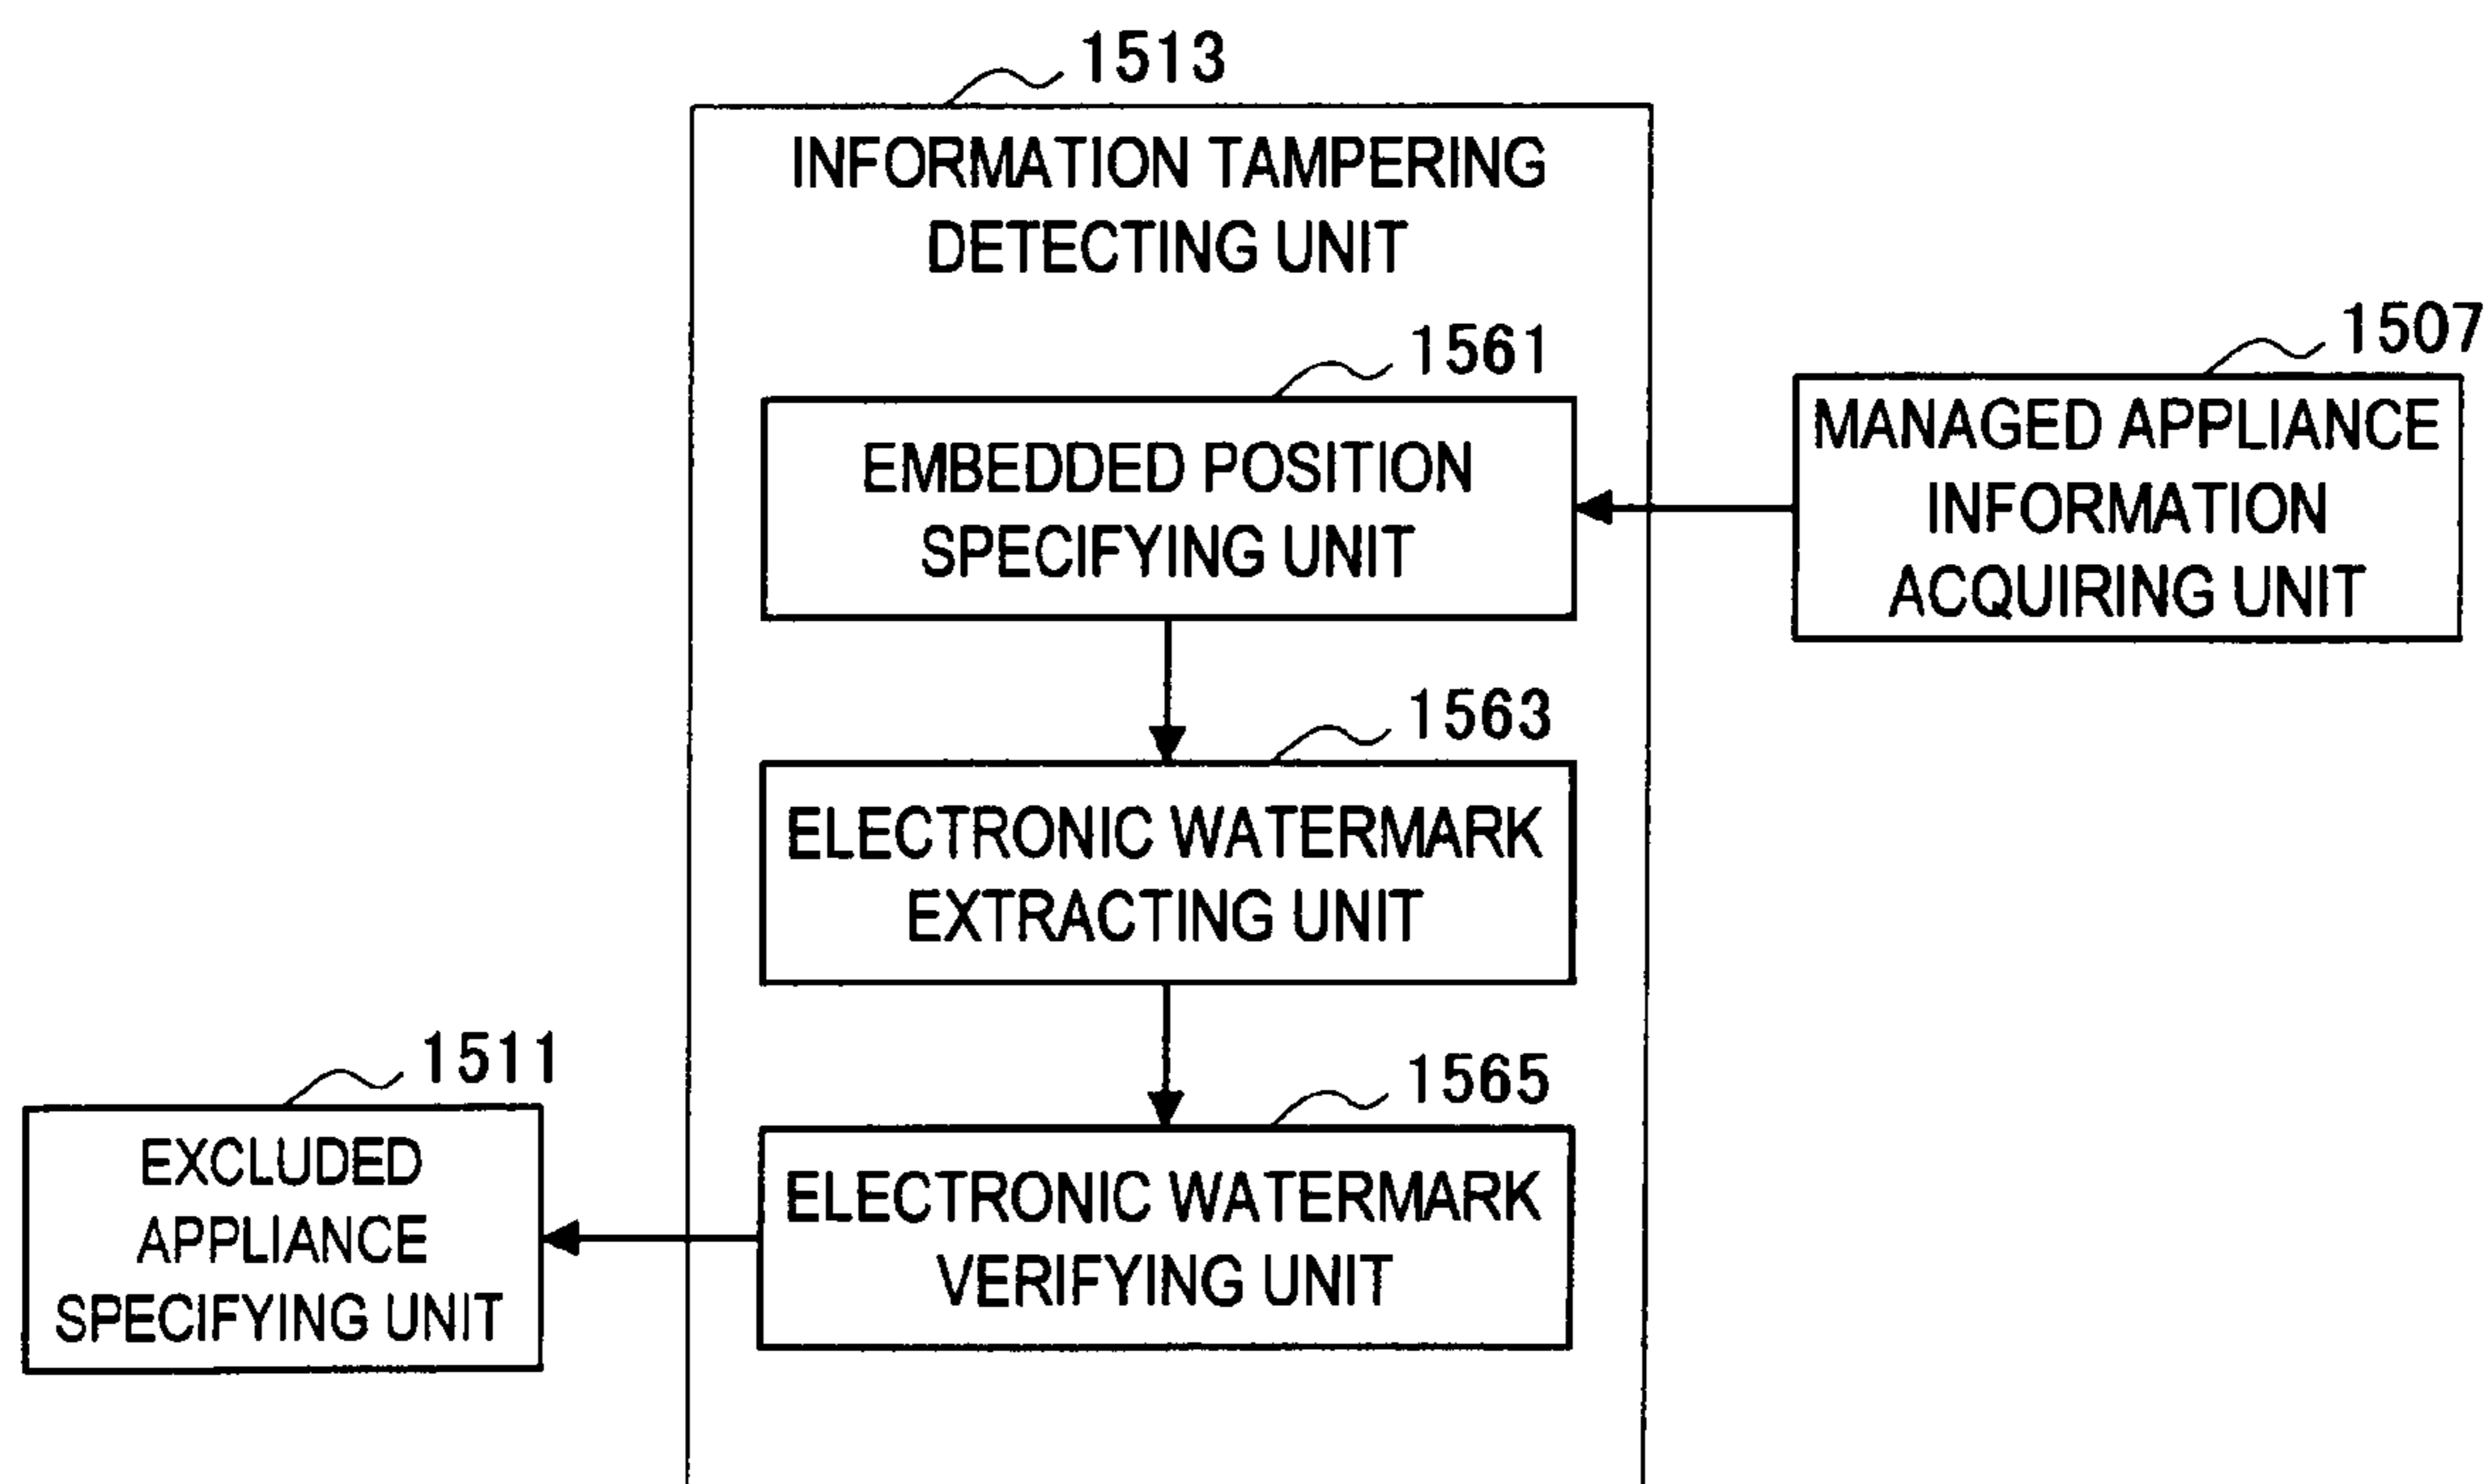 1513
INFORMATION TAMPERING
DETECTING UNIT
1561
EMBEDDED POSITION
SPECIFYING UNIT
1507
MANAGED APPLIANCE
INFORMATION
ACQUIRING UNIT
1563
ELECTRONIC WATERMARK
EXTRACTING UNIT
1565
ELECTRONIC WATERMARK
VERIFYING UNIT
1511
EXCLUDED
APPLIANCE
SPECIFYING UNIT